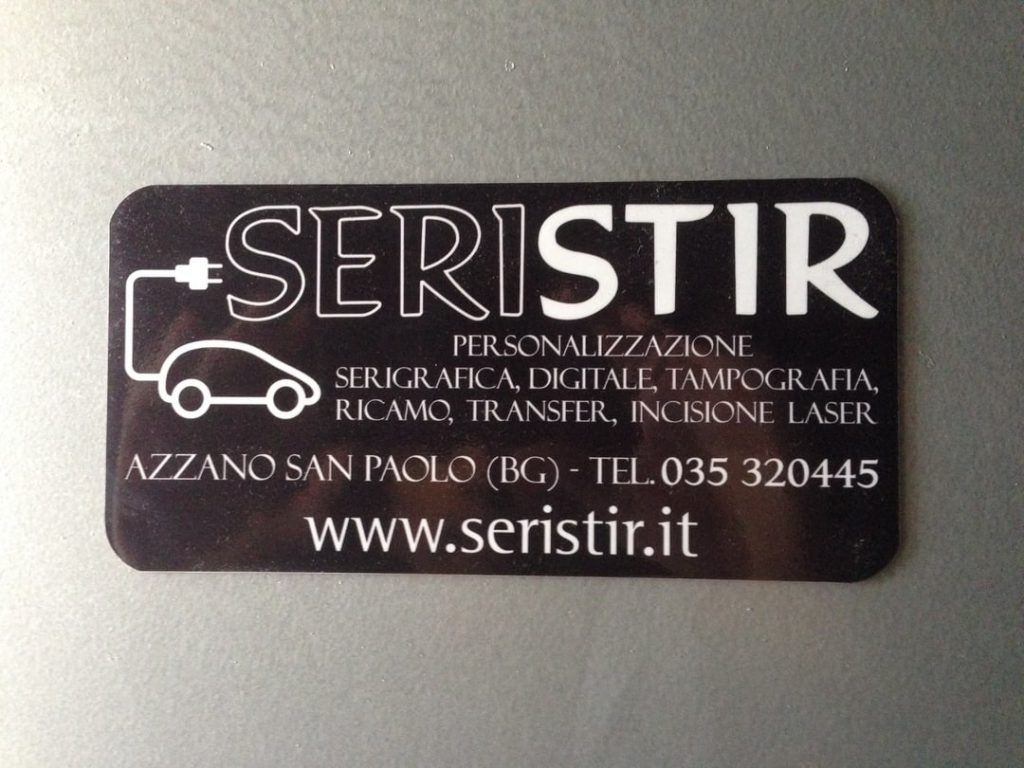 SERISTIR
PERSONALIZZAZIONE
SERIGRAFICA, DIGITALE, TAMPOGRAFIA,
RICAMO, TRANSFER, INCISIONE LASER
AZZANO SAN PAOLO (BG) - TEL. 035 320445
www.seristir.it